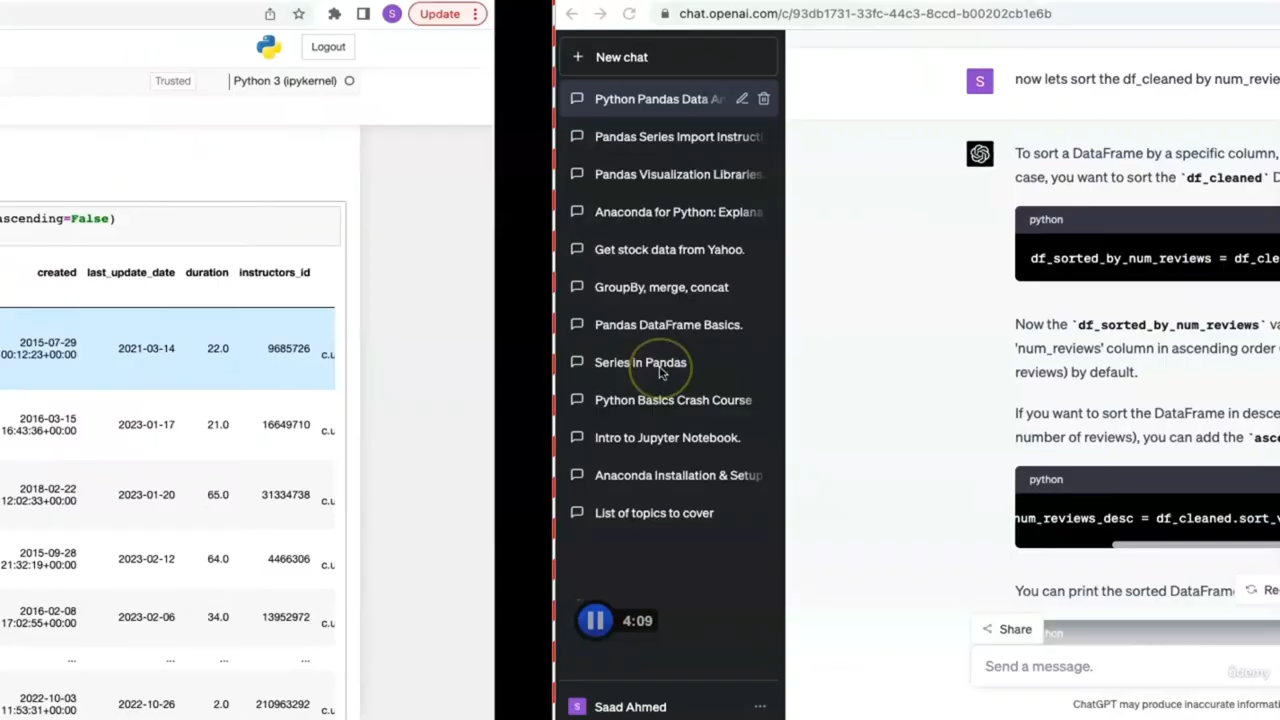 Update
Logout
Trusted
Python 3 (ipykernel)
ascending=False)
created last_update_date duration instructors_id
2015-07-29
00:12:23+00:00
2021-03-14 22.0 9685726 c.u
2016-03-15
16:43:36+00:00
2023-01-17 21.0 16649710 c.u
2018-02-22
12:02:33+00:00
2023-01-20 65.0 31334738 c.u
2015-09-28
21:32:19+00:00
2023-02-12 64.0 4466306 c.u
2016-02-08
17:02:55+00:00
2023-02-06 34.0 13952972 c.u
... ... ... ...
2022-10-03
11:53:31+00:00
2022-10-26 2.0 210963292 c.u
S
chat.openai.com/c/93db1731-33fc-44c3-8ccd-b00202cb1e6b
+ New chat
Python Pandas Data An
Pandas Series Import Instructi
Pandas Visualization Libraries.
Anaconda for Python: Explana
Get stock data from Yahoo.
GroupBy, merge, concat
Pandas DataFrame Basics.
Series in Pandas
Python Basics Crash Course
Intro to Jupyter Notebook.
Anaconda Installation & Setup
List of topics to cover
4:09
S Saad Ahmed ...
S
now lets sort the df_cleaned by num_revie
To sort a DataFrame by a specific column,
case, you want to sort the `df_cleaned` D
python
df_sorted_by_num_reviews = df_cle
Now the `df_sorted_by_num_reviews` va
'num_reviews' column in ascending order
reviews) by default.
If you want to sort the DataFrame in desce
number of reviews), you can add the `asce
python
num_reviews_desc = df_cleaned.sort_v
You can print the sorted DataFram
Re
Share
hon
Send a message.
ûdemy
ChatGPT may produce inaccurate informati